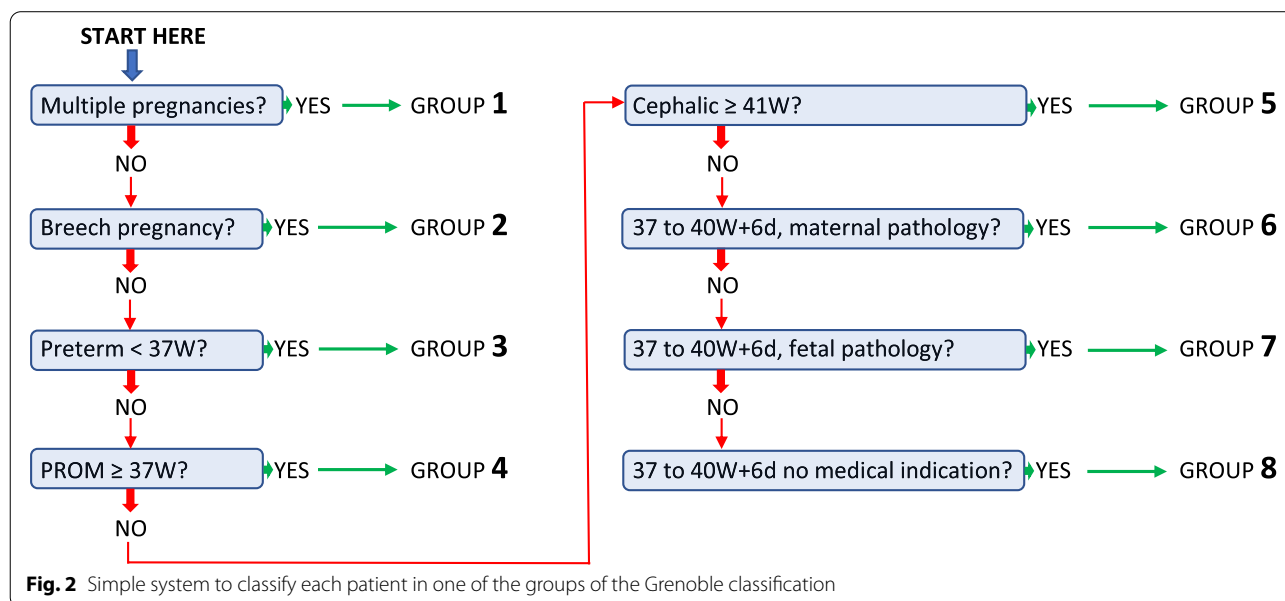 START HERE
Multiple pregnancies? YES GROUP 1
NO
Breech pregnancy? YES GROUP 2
NO
Preterm < 37W? YES GROUP 3
NO
PROM ≥ 37W? YES GROUP 4
NO
Cephalic ≥ 41W? YES GROUP 5
NO
37 to 40W+6d, maternal pathology? YES GROUP 6
NO
37 to 40W+6d, fetal pathology? YES GROUP 7
NO
37 to 40W+6d no medical indication? YES GROUP 8
Fig. 2 Simple system to classify each patient in one of the groups of the Grenoble classification